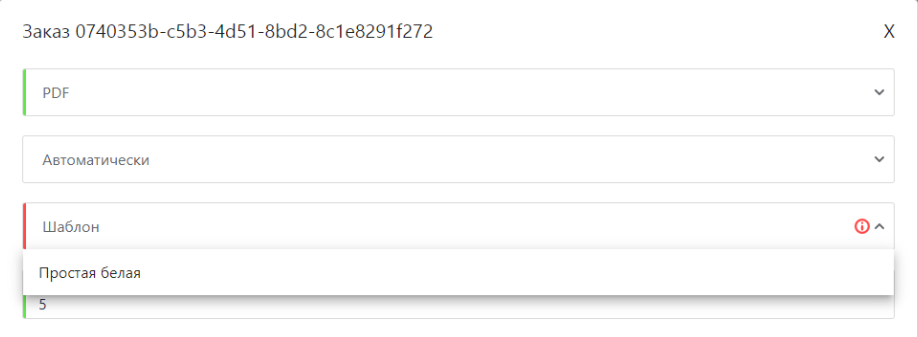 Заказ 0740353b-c5b3-4d51-8bd2-8c1e8291f272
X
PDF
Автоматически
Шаблон
Простая белая
5